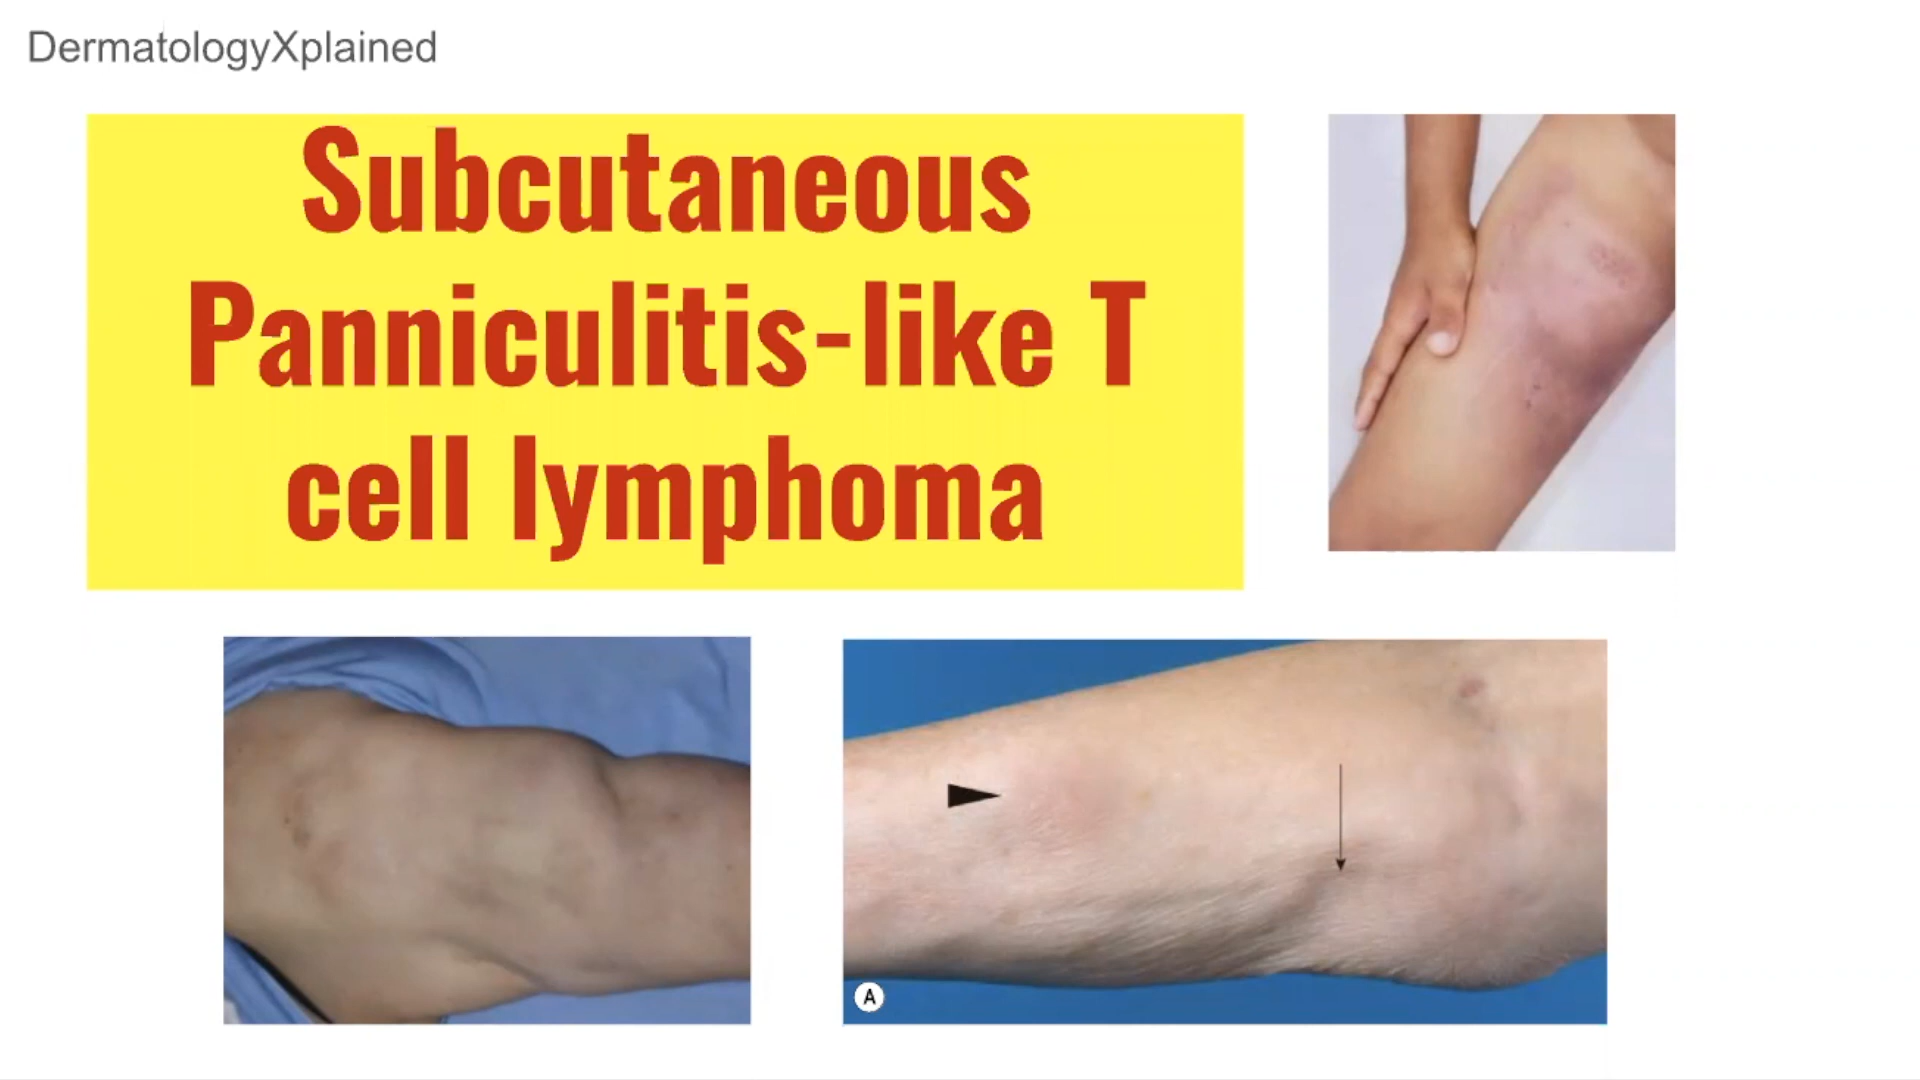 DermatologyXplained
Subcutaneous
Panniculitis-like T
cell lymphoma
A